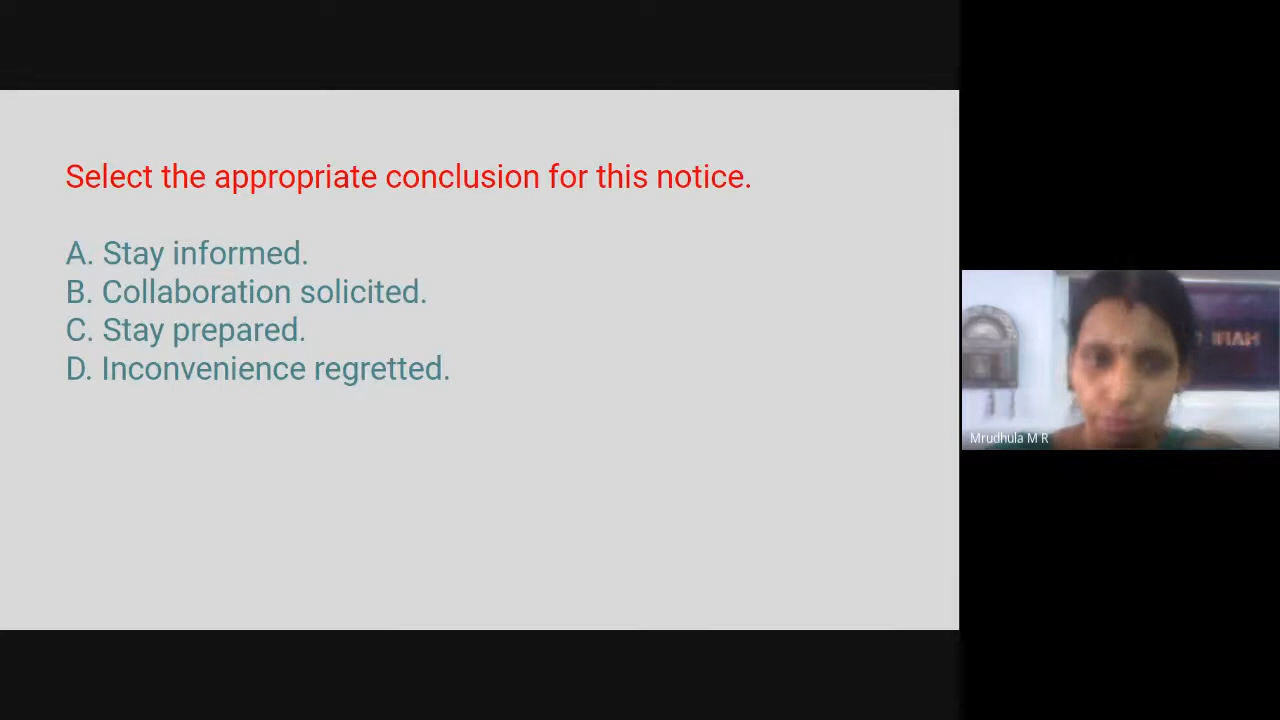 Select the appropriate conclusion for this notice.
A. Stay informed.
B. Collaboration solicited.
C. Stay prepared.
D. Inconvenience regretted.
Mrudhula M R